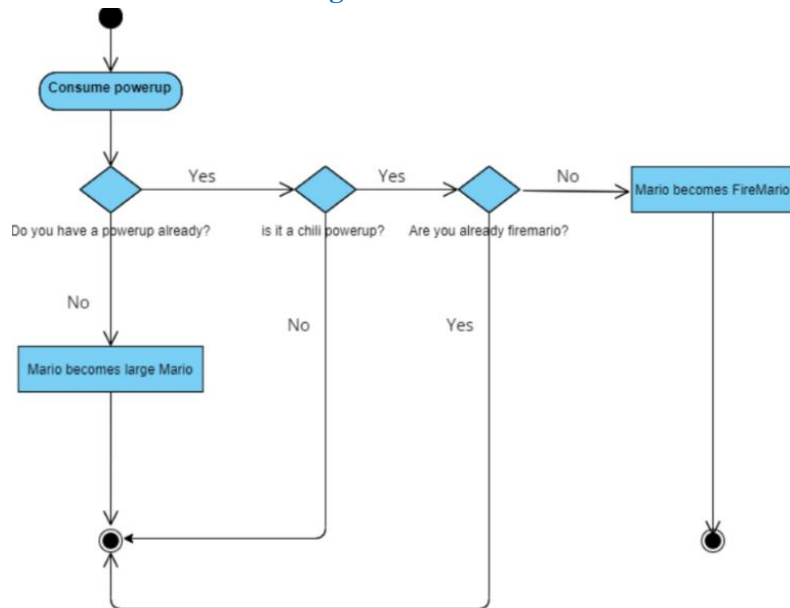 Consume powerup
Yes
Yes
No
Mario becomes FireMario
Do you have a powerup already?
is it a chili powerup?
Are you already firemario?
No
No
Yes
Mario becomes large Mario